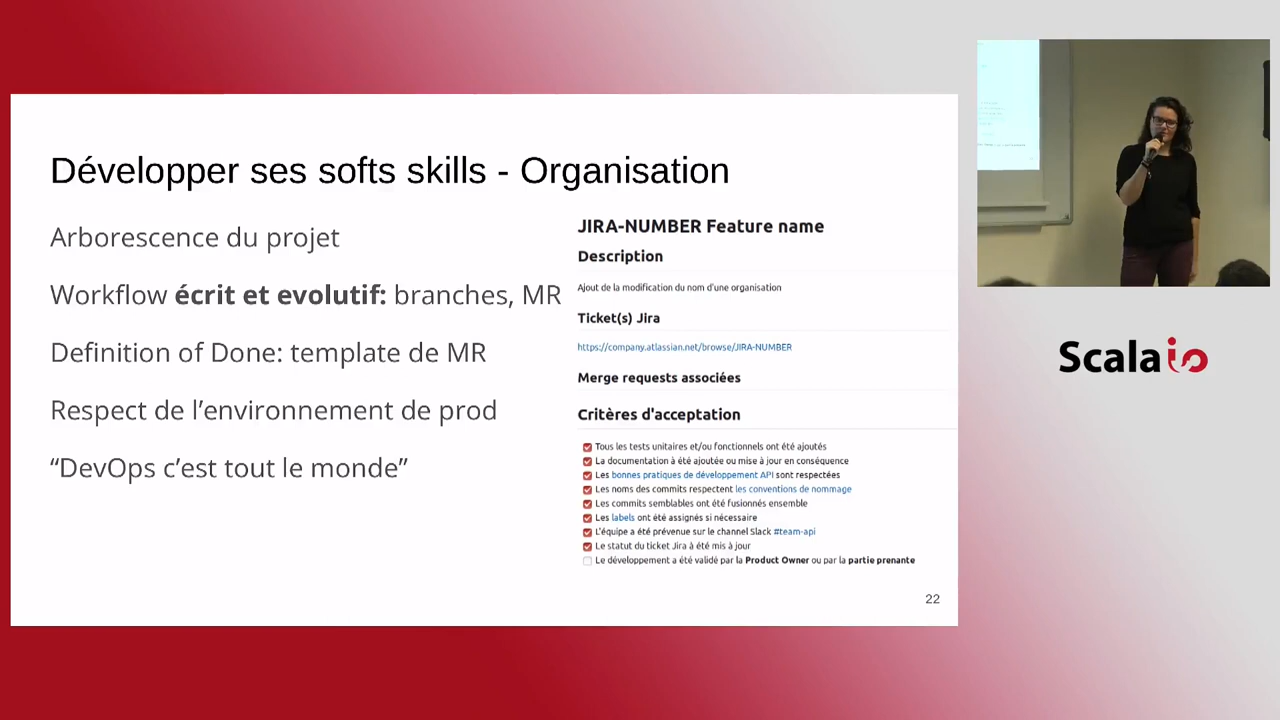 Développer ses softs skills - Organisation
Arborescence du projet
Workflow écrit et evolutif: branches, MR
Definition of Done: template de MR
Respect de l’environnement de prod
“DevOps c’est tout le monde”
JIRA-NUMBER Feature name
Description
Ajout de la modification du nom d'une organisation
Ticket(s) Jira
https://company.atlassian.net/browse/JIRA-NUMBER
Merge requests associées
Critères d'acceptation
Tous les tests unitaires et/ou fonctionnels ont été ajoutés
La documentation à été ajoutée ou mise à jour en conséquence
Les bonnes pratiques de développement API sont respectées
Les noms des commits respectent les conventions de nommage
Les commits semblables ont été fusionnés ensemble
Les labels ont été assignés si nécessaire
L'équipe a été prévenue sur le channel Slack #team-api
Le statut du ticket Jira à été mis à jour
Le développement a été validé par la Product Owner ou par la partie prenante
22
Scalaio